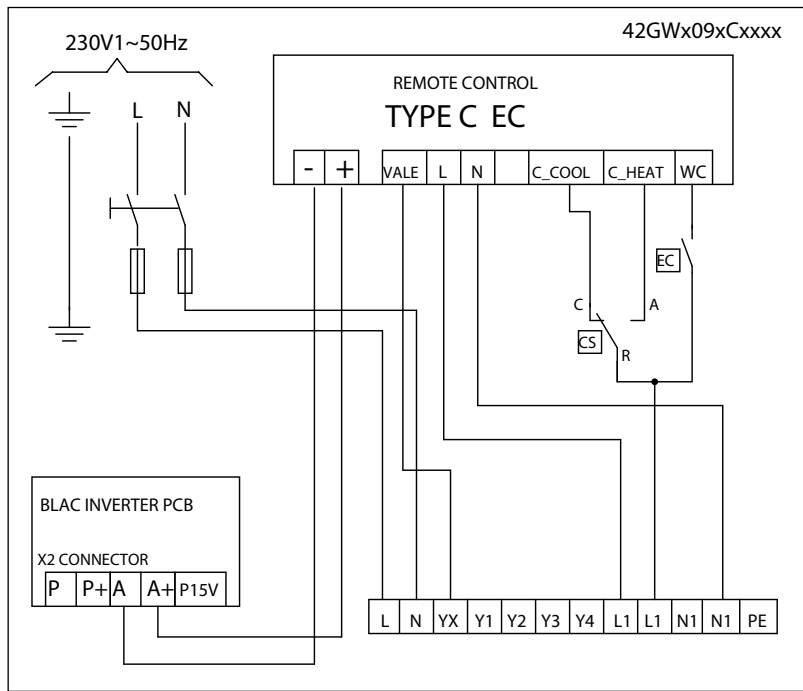 42GWx09xCxxxx
230V1~50Hz
L N
REMOTE CONTROL
TYPE C EC
- + VALE L N C_COOL C_HEAT WC
EC
C A
CS
R
BLAC INVERTER PCB
X2 CONNECTOR
P P+ A A+ P15V
L N YX Y1 Y2 Y3 Y4 L1 L1 N1 N1 PE